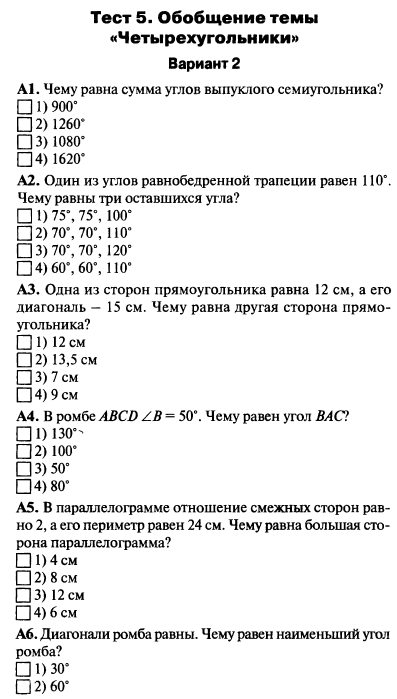 Тест 5. Обобщение темы
«Четырехугольники»
Вариант 2
А1. Чему равна сумма углов выпуклого семиугольника?
1) 900°
2) 1260°
3) 1080°
4) 1620°
А2. Один из углов равнобедренной трапеции равен 110°.
Чему равны три оставшихся угла?
1) 75°, 75°, 100°
2) 70°, 70°, 110°
3) 70°, 70°, 120°
4) 60°, 60°, 110°
А3. Одна из сторон прямоугольника равна 12 см, а его
диагональ – 15 см. Чему равна другая сторона прямо-
угольника?
1) 12 см
2) 13,5 см
3) 7 см
4) 9 см
А4. В ромбе ABCD ∠B = 50°. Чему равен угол BAC?
1) 130°
2) 100°
3) 50°
4) 80°
А5. В параллелограмме отношение смежных сторон рав-
но 2, а его периметр равен 24 см. Чему равна большая сто-
рона параллелограмма?
1) 4 см
2) 8 см
3) 12 см
4) 6 см
А6. Диагонали ромба равны. Чему равен наименьший угол
ромба?
1) 30°
2) 60°